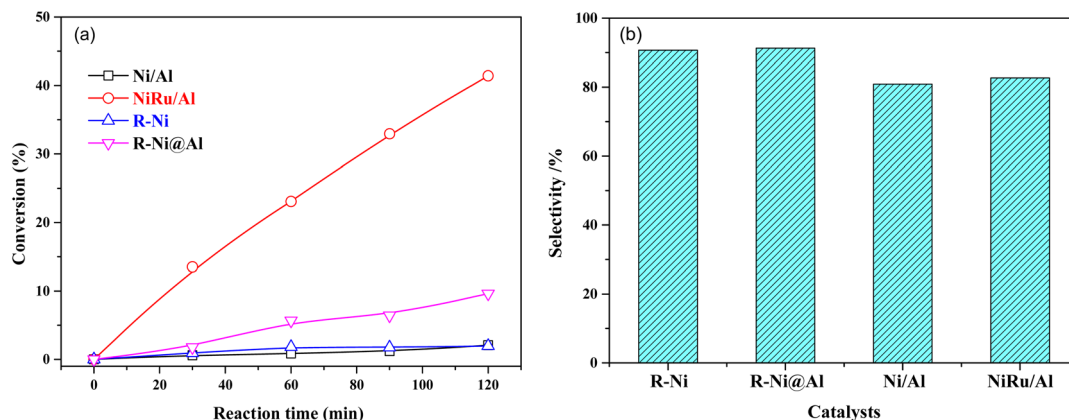 (a)
Ni/Al
NiRu/Al
R-Ni
R-Ni@Al
50
40
30
20
10
0
Conversion (%)
0 20 40 60 80 100 120
Reaction time (min)
(b)
100
80
60
40
20
0
Selectivity /%
R-Ni R-Ni@Al Ni/Al NiRu/Al
Catalysts